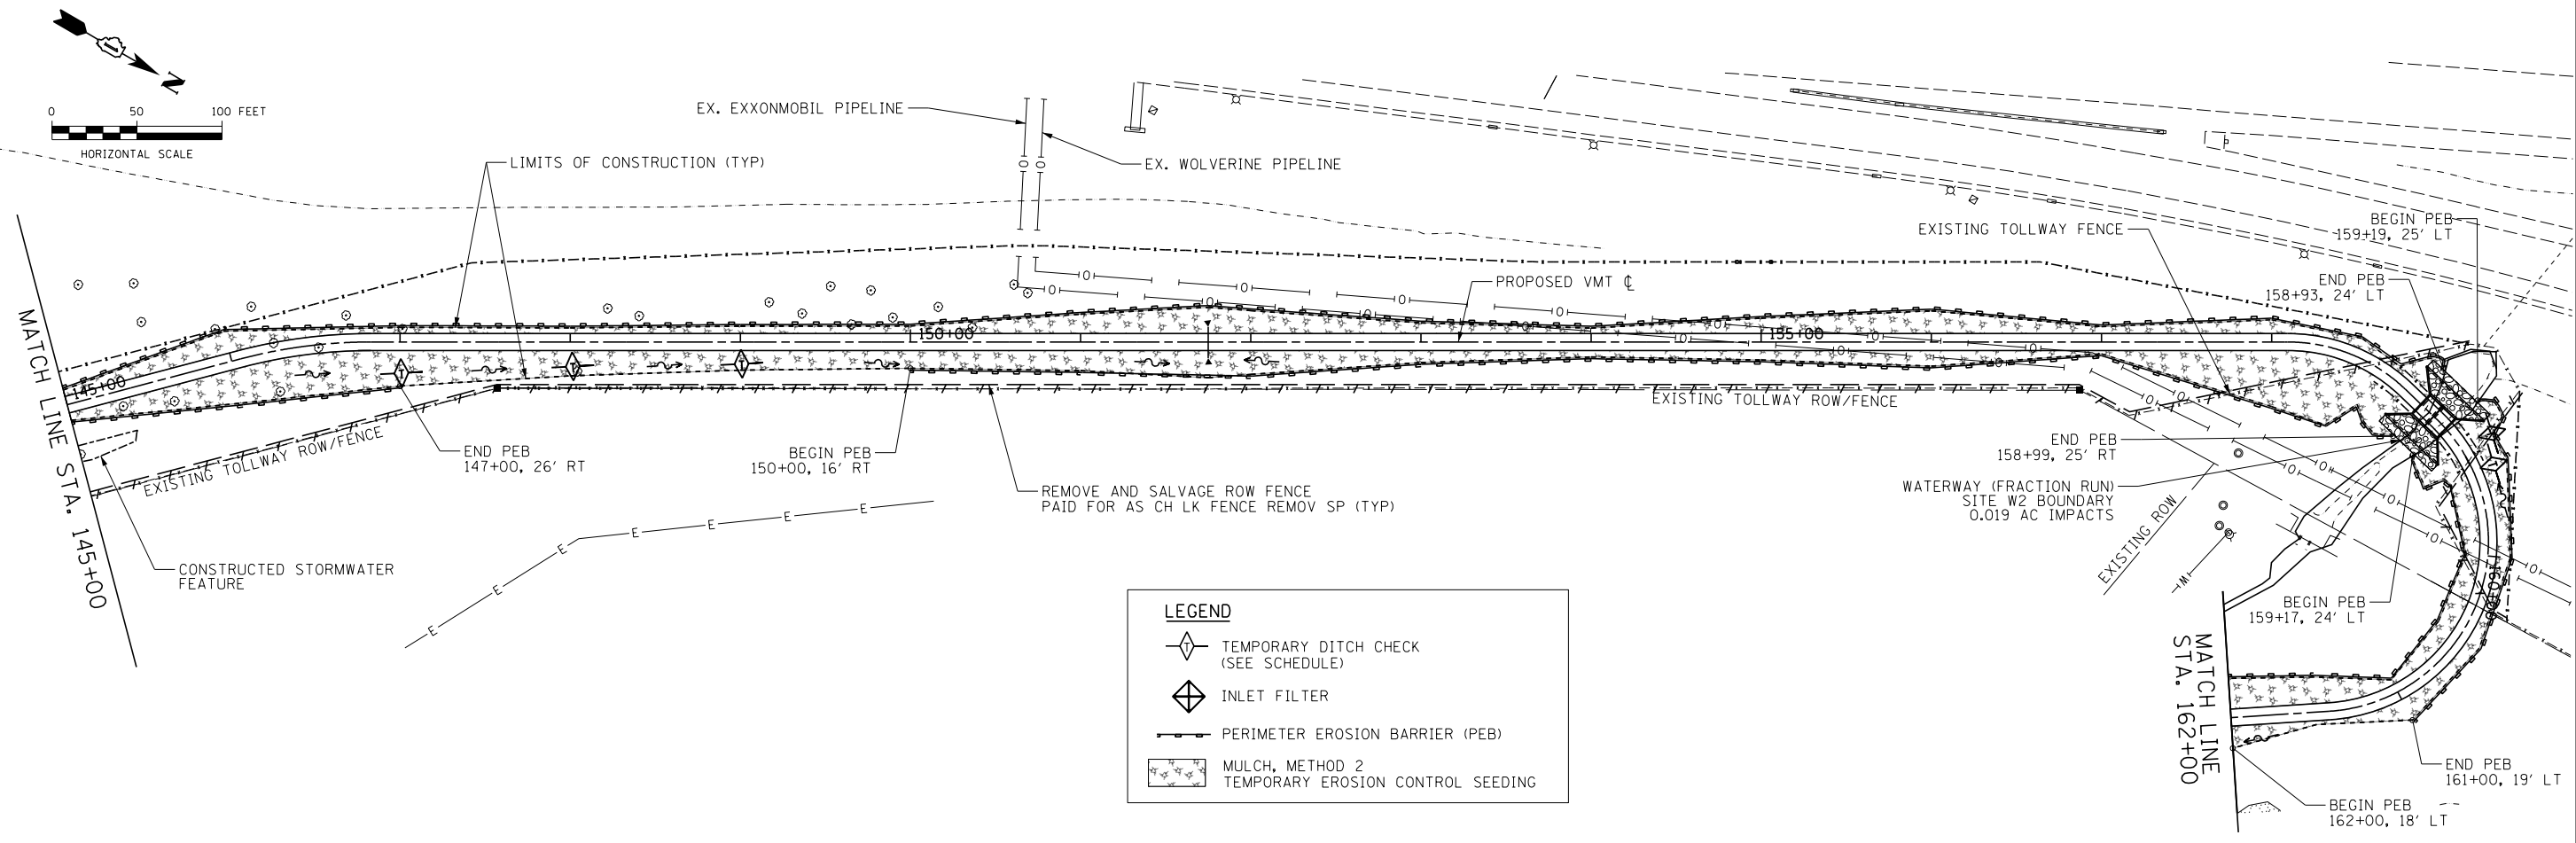 N
0 50 100 FEET
HORIZONTAL SCALE
EX. EXXONMOBIL PIPELINE
EX. WOLVERINE PIPELINE
LIMITS OF CONSTRUCTION (TYP)
EXISTING TOLLWAY FENCE
BEGIN PEB
159+19, 25' LT
END PEB
158+93, 24' LT
PROPOSED VMT ℄
MATCH LINE STA. 145+00
145+00
150+00
155+00
160+00
EXISTING TOLLWAY ROW/FENCE
EXISTING TOLLWAY ROW/FENCE
END PEB
147+00, 26' RT
BEGIN PEB
150+00, 16' RT
REMOVE AND SALVAGE ROW FENCE
PAID FOR AS CH LK FENCE REMOV SP (TYP)
END PEB
158+99, 25' RT
WATERWAY (FRACTION RUN)
SITE W2 BOUNDARY
0.019 AC IMPACTS
EXISTING ROW
CONSTRUCTED STORMWATER
FEATURE
BEGIN PEB
159+17, 24' LT
MATCH LINE
STA. 162+00
END PEB
161+00, 19' LT
BEGIN PEB
162+00, 18' LT
LEGEND
T TEMPORARY DITCH CHECK
(SEE SCHEDULE)
INLET FILTER
PERIMETER EROSION BARRIER (PEB)
MULCH, METHOD 2
TEMPORARY EROSION CONTROL SEEDING